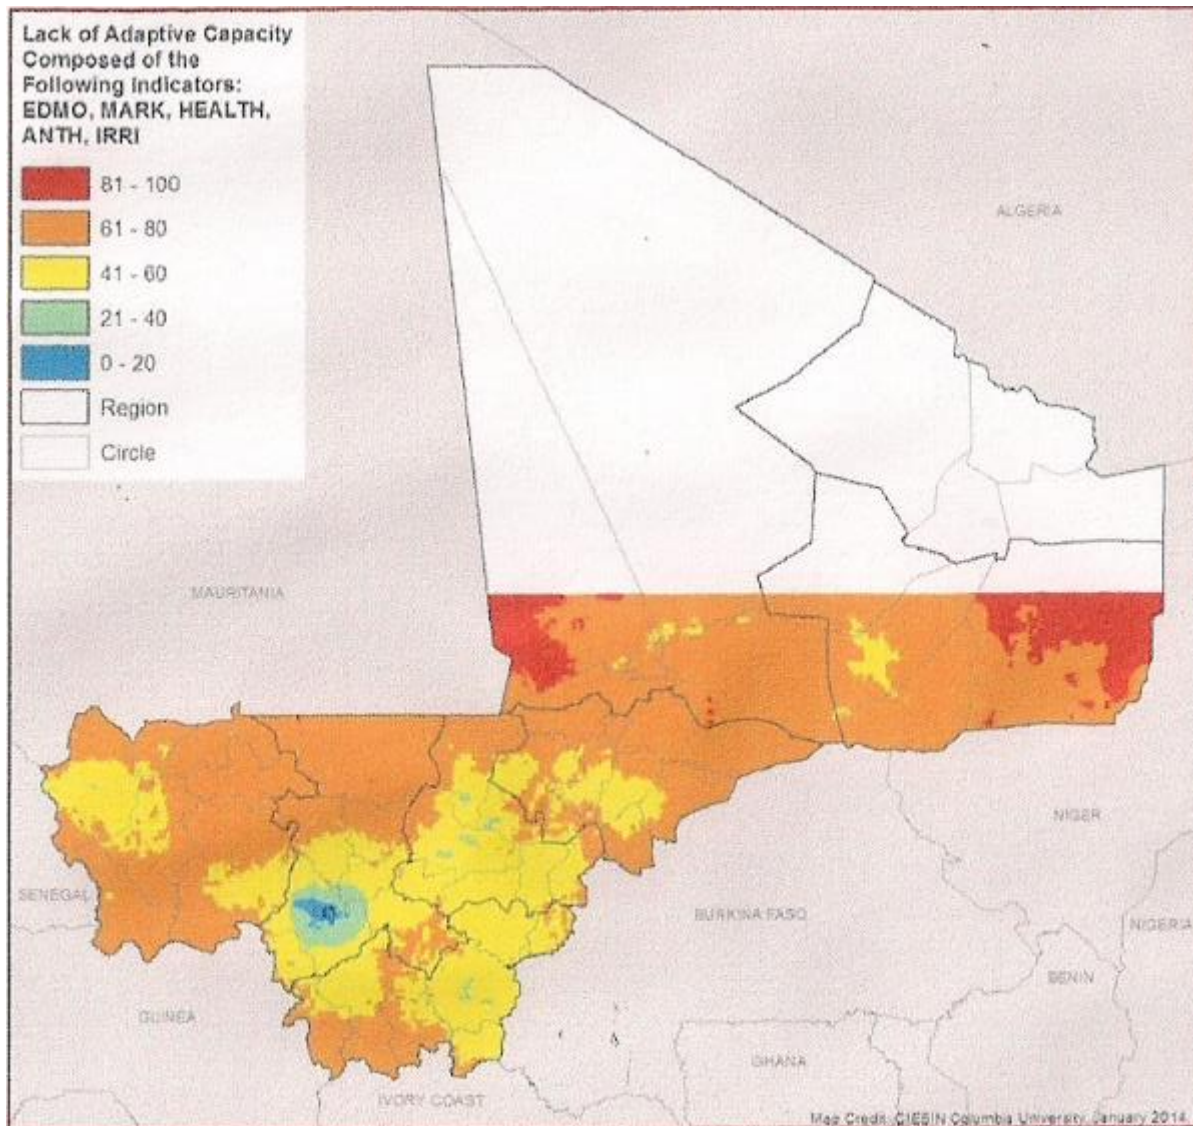 Lack of Adaptive Capacity
Composed of the
Following Indicators:
EDMO, MARK, HEALTH,
ANTH, IRRI
81 - 100
61 - 80
41 - 60
21 - 40
0 - 20
Region
Circle
ALGERIA
MAURITANIA
NIGER
SENEGAL
BURKINA FASO
NIGERIA
BENIN
GUINEA
GHANA
IVORY COAST
Map Credit: CIESIN Columbia University, January 2014